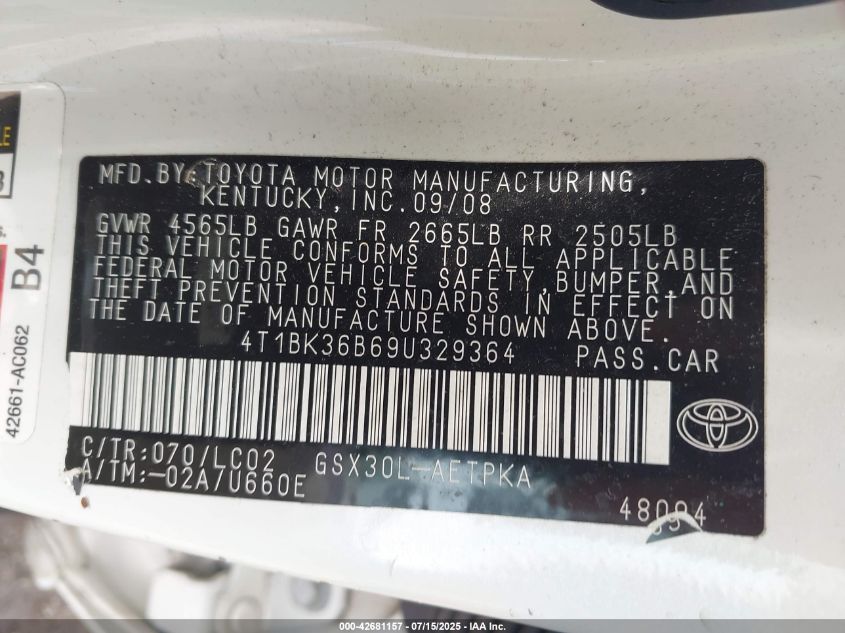 LE
3
s.
B4
42661-AC062
MFD.BY:TOYOTA MOTOR MANUFACTURING,
KENTUCKY,INC.09/08
GVWR 4565LB GAWR FR 2665LB RR 2505LB
THIS VEHICLE CONFORMS TO ALL APPLICABLE
FEDERAL MOTOR VEHICLE SAFETY,BUMPER,AND
THEFT PREVENTION STANDARDS IN EFFECT ON
THE DATE OF MANUFACTURE SHOWN ABOVE.
4T1BK36B69U329364 PASS.CAR
C/TR:070/LC02 GSX30L-AETPKA
A/TM:-02A/U660E
48094
000-42681157 - 07/15/2025 - IAA Inc.